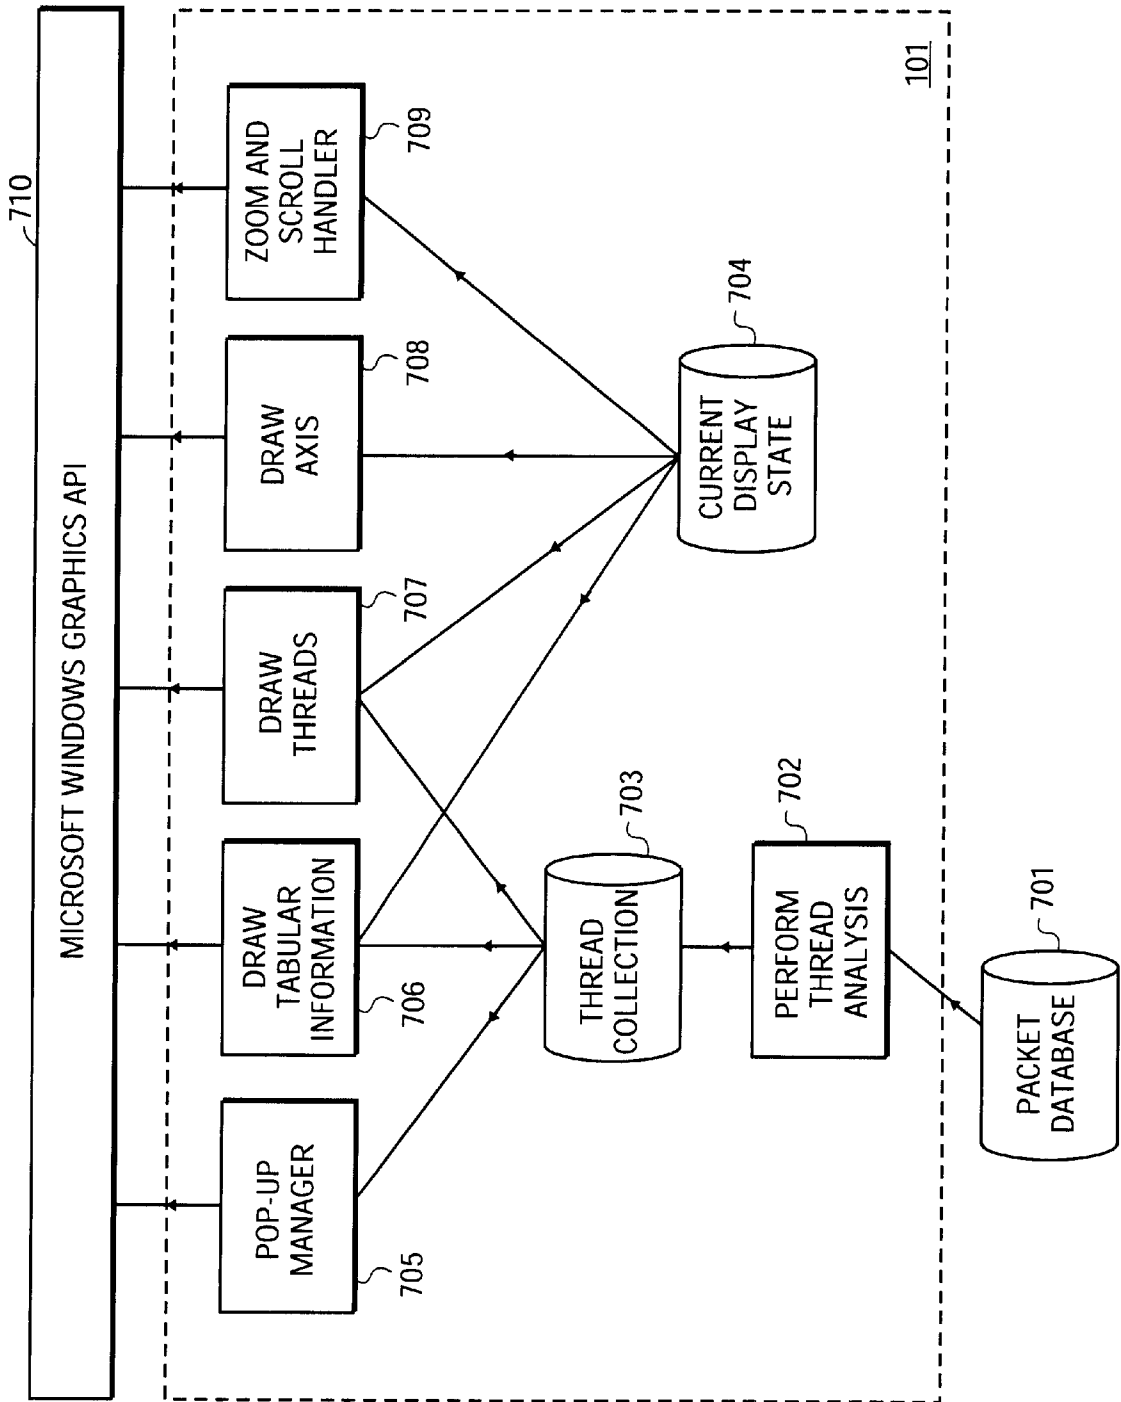 710
MICROSOFT WINDOWS GRAPHICS API
POP-UP
MANAGER
705
DRAW
TABULAR
INFORMATION
706
DRAW
THREADS
707
DRAW
AXIS
708
ZOOM AND
SCROLL
HANDLER
709
THREAD
COLLECTION
703
CURRENT
DISPLAY
STATE
704
PERFORM
THREAD
ANALYSIS
702
101
PACKET
DATABASE
701